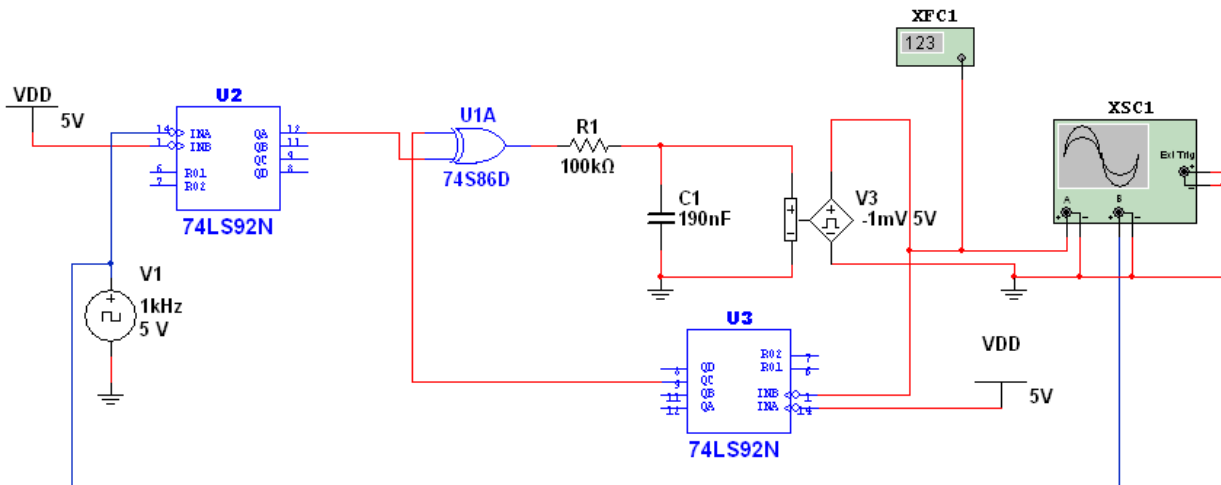 XFC1
123
VDD
5V
U2
14 INA QA 12
1 INB QB 11
QC 9
6 R01 QD 8
7 R02
74LS92N
U1A
74S86D
R1
100kΩ
C1
190nF
V3
-1mV 5V
XSC1
Ext Trig
+
-
A B
+ - + -
V1
1kHz
5 V
U3
8 QD R02 7
9 QC R01 6
11 QB INB 1
12 QA INA 14
74LS92N
VDD
5V